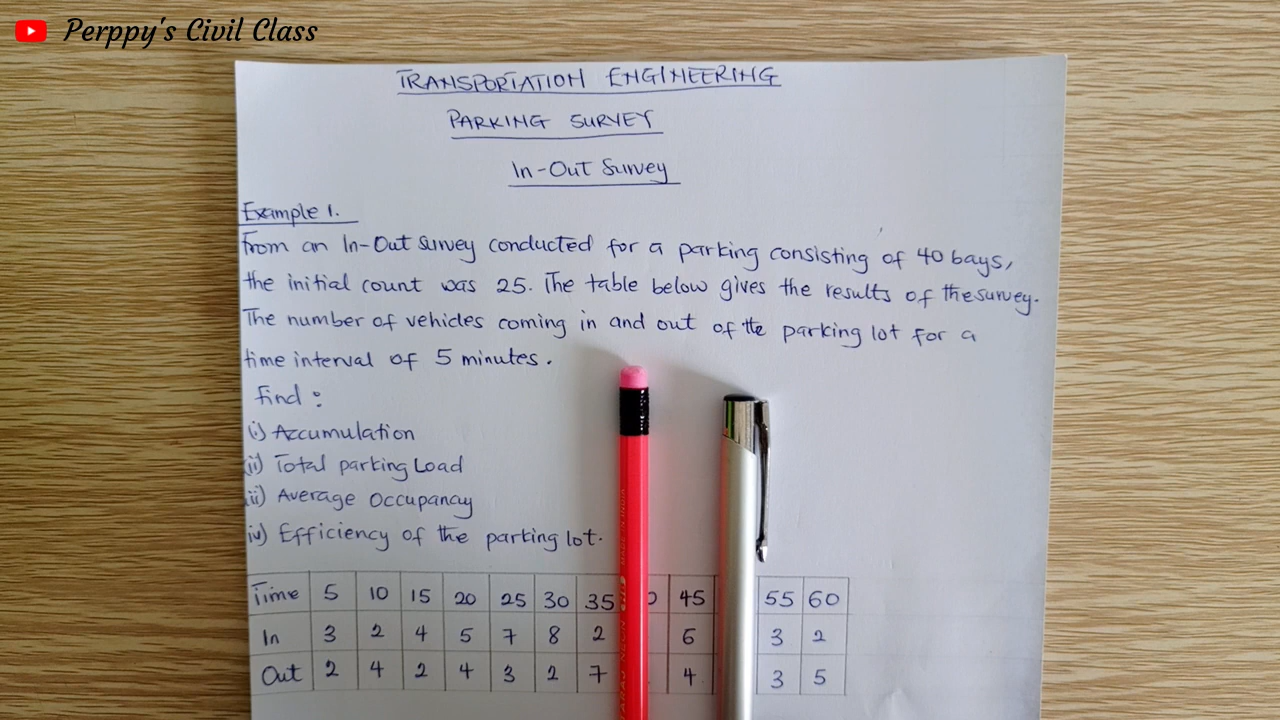 Perppy's Civil Class
TRANSPORTATION ENGINEERING
PARKING SURVEY
In-Out Survey
Example 1.
From an In-Out survey conducted for a parking consisting of 40 bays,
the initial count was 25. The table below gives the results of the survey.
The number of vehicles coming in and out of the parking lot for a
time interval of 5 minutes.
Find :
(i) Accumulation
(ii) Total parking Load
iii) Average Occupancy
iv) Efficiency of the parking lot.
Time 5 10 15 20 25 30 35 45 55 60
In 3 2 4 5 7 8 2 6 3 2
Out 2 4 2 4 3 2 7 4 3 5